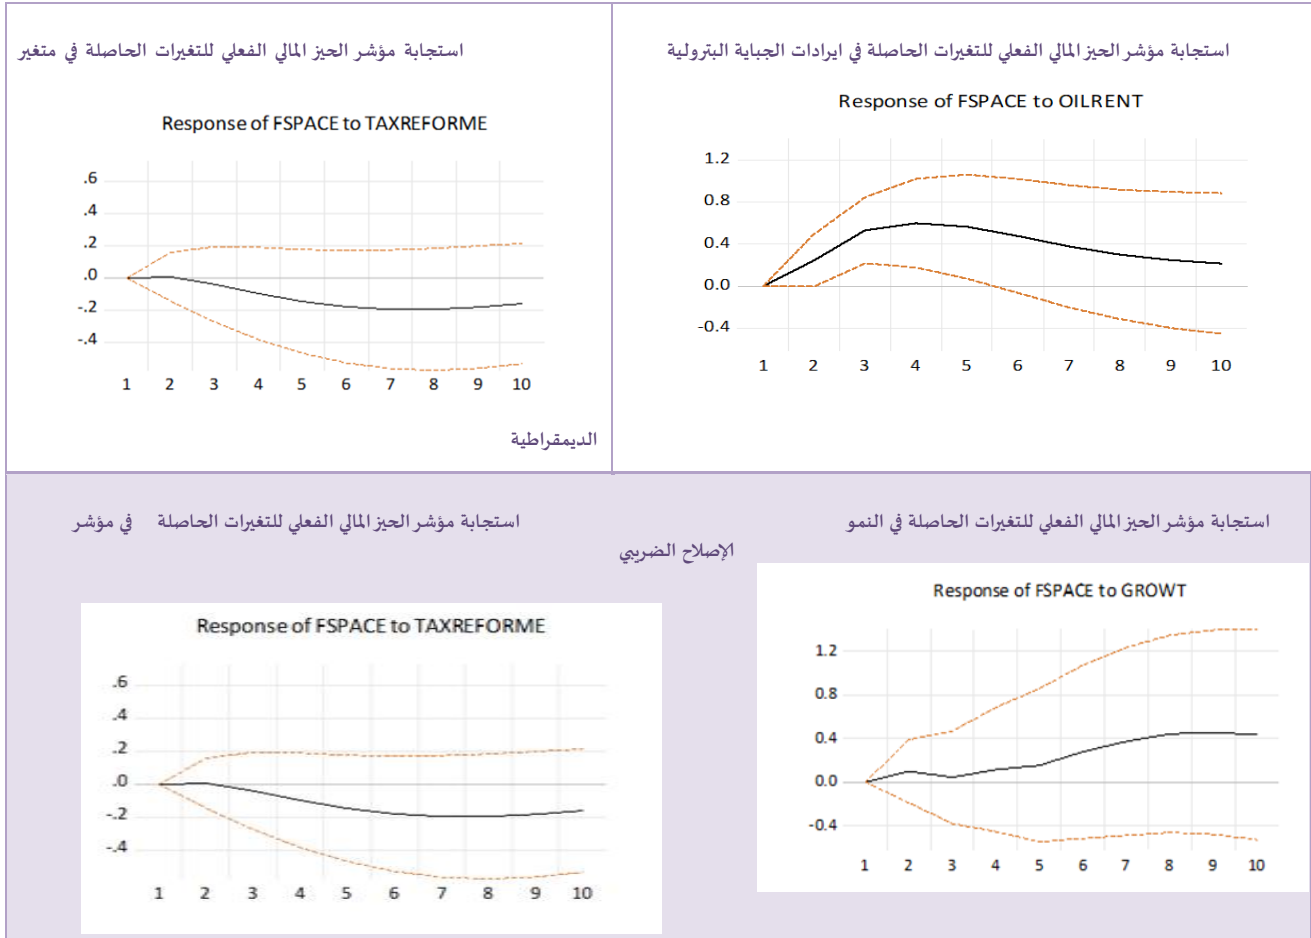 استجابة مؤشر الحيز المالي الفعلي للتغيرات الحاصلة في ايرادات الجباية البترولية
Response of FSPACE to OILRENT
1.2
0.8
0.4
0.0
-0.4
1 2 3 4 5 6 7 8 9 10
استجابة مؤشر الحيز المالي الفعلي للتغيرات الحاصلة في متغير
Response of FSPACE to TAXREFORME
.6
.4
.2
.0
-.2
-.4
1 2 3 4 5 6 7 8 9 10
الديمقراطية
استجابة مؤشر الحيز المالي الفعلي للتغيرات الحاصلة في النمو
Response of FSPACE to GROWT
1.2
0.8
0.4
0.0
-0.4
1 2 3 4 5 6 7 8 9 10
استجابة مؤشر الحيز المالي الفعلي للتغيرات الحاصلة في مؤشر
الإصلاح الضريبي
Response of FSPACE to TAXREFORME
.6
.4
.2
.0
-.2
-.4
1 2 3 4 5 6 7 8 9 10